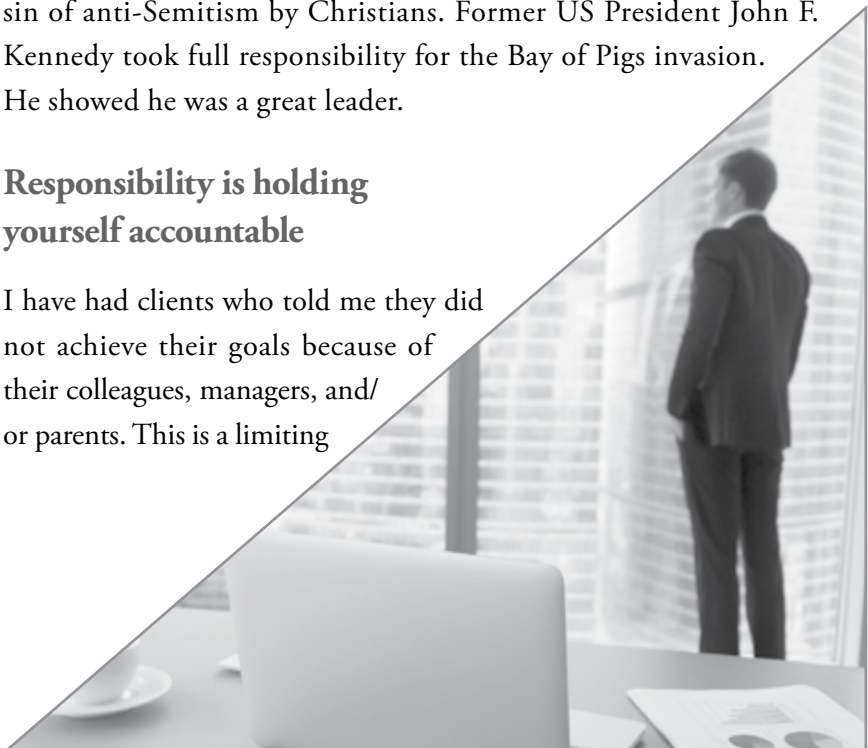 sin of anti-Semitism by Christians. Former US President John F.
Kennedy took full responsibility for the Bay of Pigs invasion.
He showed he was a great leader.
Responsibility is holding
yourself accountable
I have had clients who told me they did
not achieve their goals because of
their colleagues, managers, and/
or parents. This is a limiting